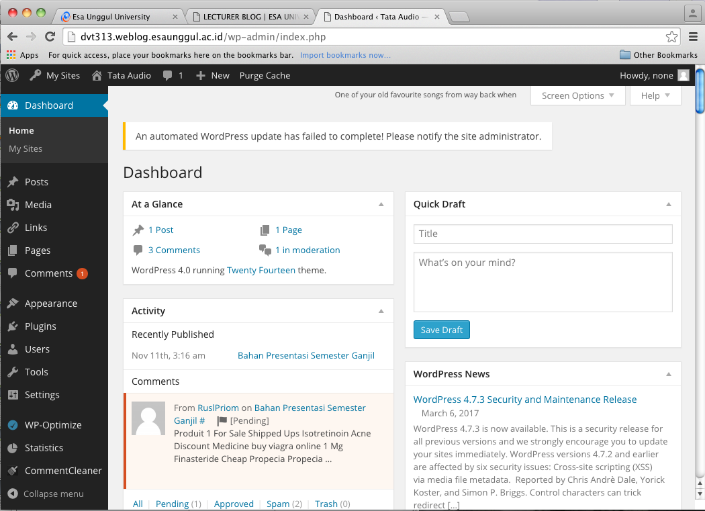 Esa Unggul University
LECTURER BLOG | ESA UNI
Dashboard ‹ Tata Audio —
dvt313.weblog.esaunggul.ac.id/wp-admin/index.php
Apps For quick access, place your bookmarks here on the bookmarks bar. Import bookmarks now... Other Bookmarks
My Sites Tata Audio 1 + New Purge Cache Howdy, none
Dashboard
Home
My Sites
Posts
Media
Links
Pages
Comments 1
Appearance
Plugins
Users
Tools
Settings
WP-Optimize
Statistics
CommentCleaner
Collapse menu
One of your old favourite songs from way back when
Screen Options
Help
An automated WordPress update has failed to complete! Please notify the site administrator.
Dashboard
At a Glance
1 Post 1 Page
3 Comments 1 in moderation
WordPress 4.0 running Twenty Fourteen theme.
Activity
Recently Published
Nov 11th, 3:16 am Bahan Presentasi Semester Ganjil
Comments
From RuslPriom on Bahan Presentasi Semester
Ganjil # [Pending]
Produit 1 For Sale Shipped Ups Isotretinoin Acne
Discount Medicine buy viagra online 1 Mg
Finasteride Cheap Propecia Propecia ...
All | Pending (1) | Approved | Spam (2) | Trash (0)
Quick Draft
Title
What's on your mind?
Save Draft
WordPress News
WordPress 4.7.3 Security and Maintenance Release
March 6, 2017
WordPress 4.7.3 is now available. This is a security release for
all previous versions and we strongly encourage you to update
your sites immediately. WordPress versions 4.7.2 and earlier
are affected by six security issues: Cross-site scripting (XSS)
via media file metadata. Reported by Chris Andrè Dale, Yorick
Koster, and Simon P. Briggs. Control characters can trick
redirect [...]